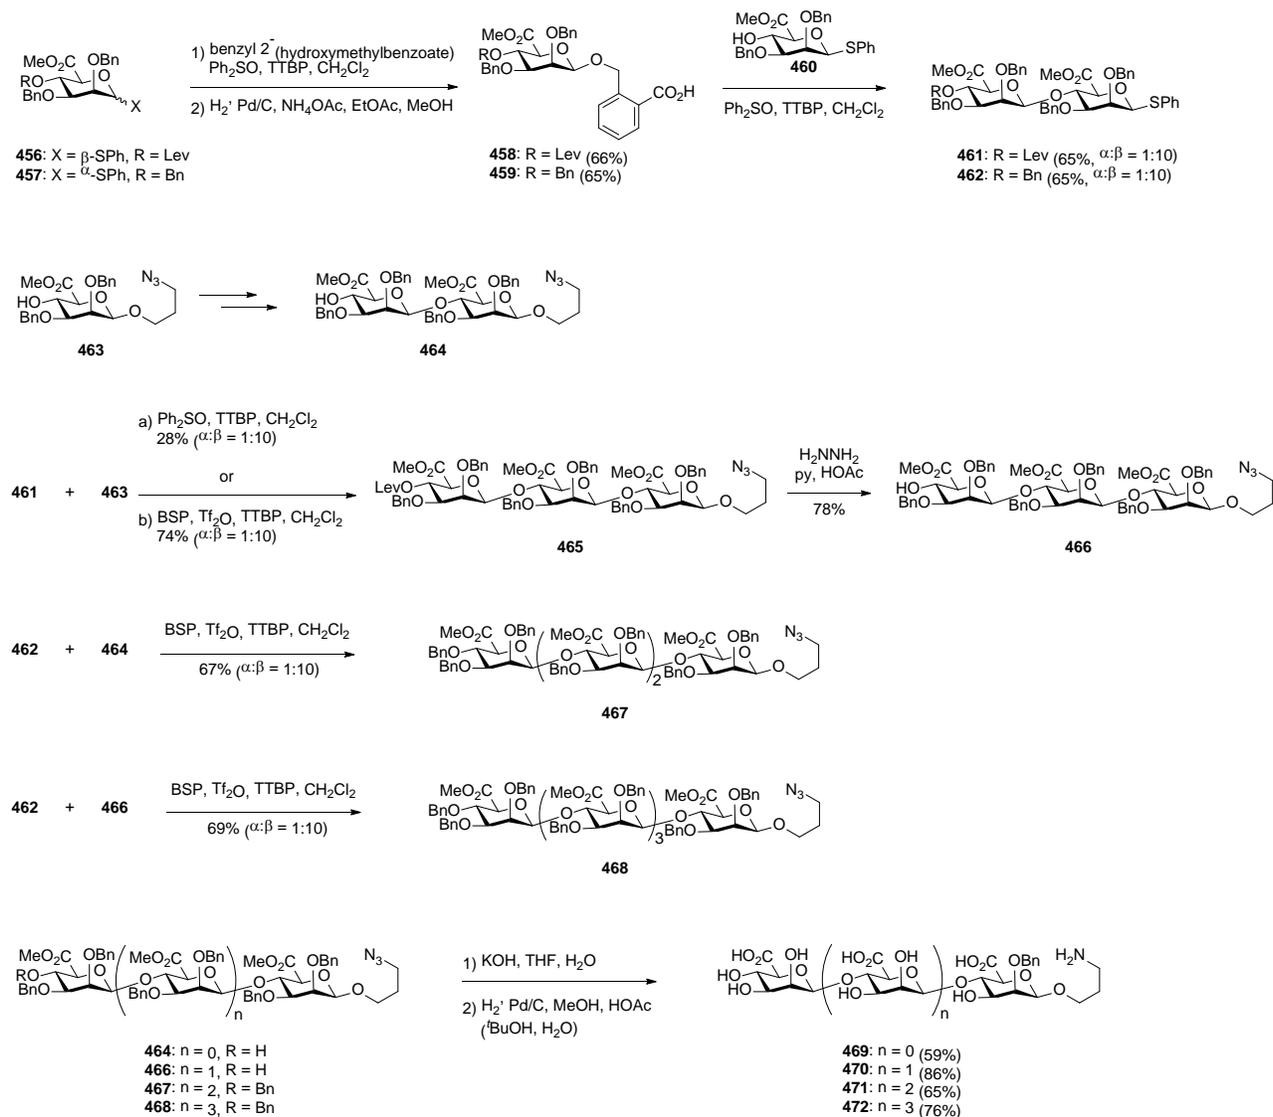 MeO₂C OBn
RO
BnO
O
X
456: X = β-SPh, R = Lev
457: X = α-SPh, R = Bn
1) benzyl 2-(hydroxymethylbenzoate)
Ph₂SO, TTBP, CH₂Cl₂
2) H₂, Pd/C, NH₄OAc, EtOAc, MeOH
MeO₂C OBn
RO
BnO
O
O
CO₂H
458: R = Lev (66%)
459: R = Bn (65%)
MeO₂C OBn
HO
BnO
O
SPh
460
Ph₂SO, TTBP, CH₂Cl₂
MeO₂C OBn MeO₂C OBn
RO O O O
BnO BnO SPh
461: R = Lev (65%, α:β = 1:10)
462: R = Bn (65%, α:β = 1:10)
MeO₂C OBn N₃
HO O
BnO O
463
MeO₂C OBn MeO₂C OBn N₃
HO O O O
BnO BnO O
464
461 + 463
a) Ph₂SO, TTBP, CH₂Cl₂
28% (α:β = 1:10)
or
b) BSP, Tf₂O, TTBP, CH₂Cl₂
74% (α:β = 1:10)
MeO₂C OBn MeO₂C OBn MeO₂C OBn N₃
LevO O O O O O
BnO BnO BnO O
465
H₂NNH₂
py, HOAc
78%
MeO₂C OBn MeO₂C OBn MeO₂C OBn N₃
HO O O O O O
BnO BnO BnO O
466
462 + 464
BSP, Tf₂O, TTBP, CH₂Cl₂
67% (α:β = 1:10)
MeO₂C OBn MeO₂C OBn MeO₂C OBn N₃
BnO O O O O O
BnO BnO 2 BnO O
467
462 + 466
BSP, Tf₂O, TTBP, CH₂Cl₂
69% (α:β = 1:10)
MeO₂C OBn MeO₂C OBn MeO₂C OBn N₃
BnO O O O O O
BnO BnO 3 BnO O
468
MeO₂C OBn MeO₂C OBn MeO₂C OBn N₃
RO O O O O O
BnO BnO n BnO O
464: n = 0, R = H
466: n = 1, R = H
467: n = 2, R = Bn
468: n = 3, R = Bn
1) KOH, THF, H₂O
2) H₂, Pd/C, MeOH, HOAc
(ᵗBuOH, H₂O)
HO₂C OH HO₂C OH HO₂C OBn H₂N
HO O O O O O
HO HO n HO O
469: n = 0 (59%)
470: n = 1 (86%)
471: n = 2 (65%)
472: n = 3 (76%)